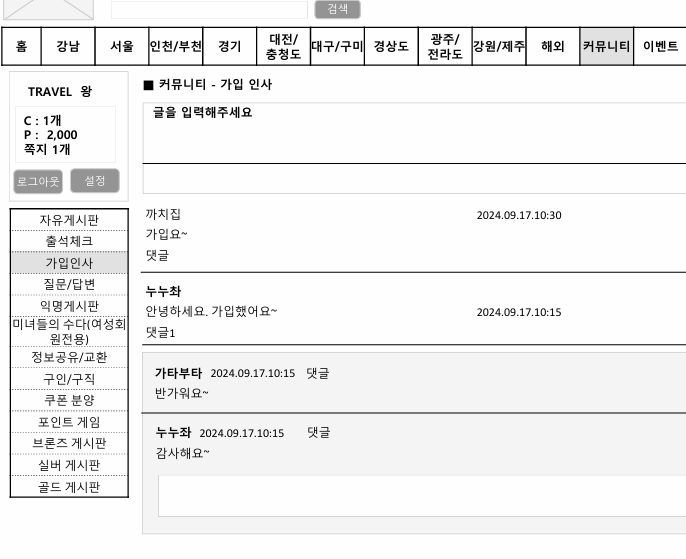 검색
홈 강남 서울 인천/부천 경기 대전/충청도 대구/구미 경상도 광주/전라도 강원/제주 해외 커뮤니티 이벤트
TRAVEL 왕
C : 1개
P : 2,000
쪽지 1개
로그아웃 설정
자유게시판
출석체크
가입인사
질문/답변
익명게시판
미녀들의 수다(여성회
원전용)
정보공유/교환
구인/구직
쿠폰 분양
포인트 게임
브론즈 게시판
실버 게시판
골드 게시판
■ 커뮤니티 - 가입 인사
글을 입력해주세요
까치집 2024.09.17.10:30
가입요~
댓글
누누촤
안녕하세요. 가입했어요~ 2024.09.17.10:15
댓글1
가타부타 2024.09.17.10:15 댓글
반가워요~
누누좌 2024.09.17.10:15 댓글
감사해요~